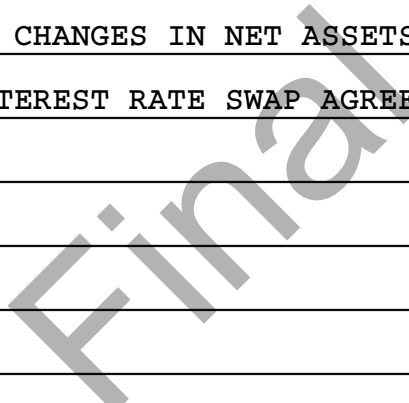 CHANGES IN NET ASSETS
TEREST RATE SWAP AGREE
Final